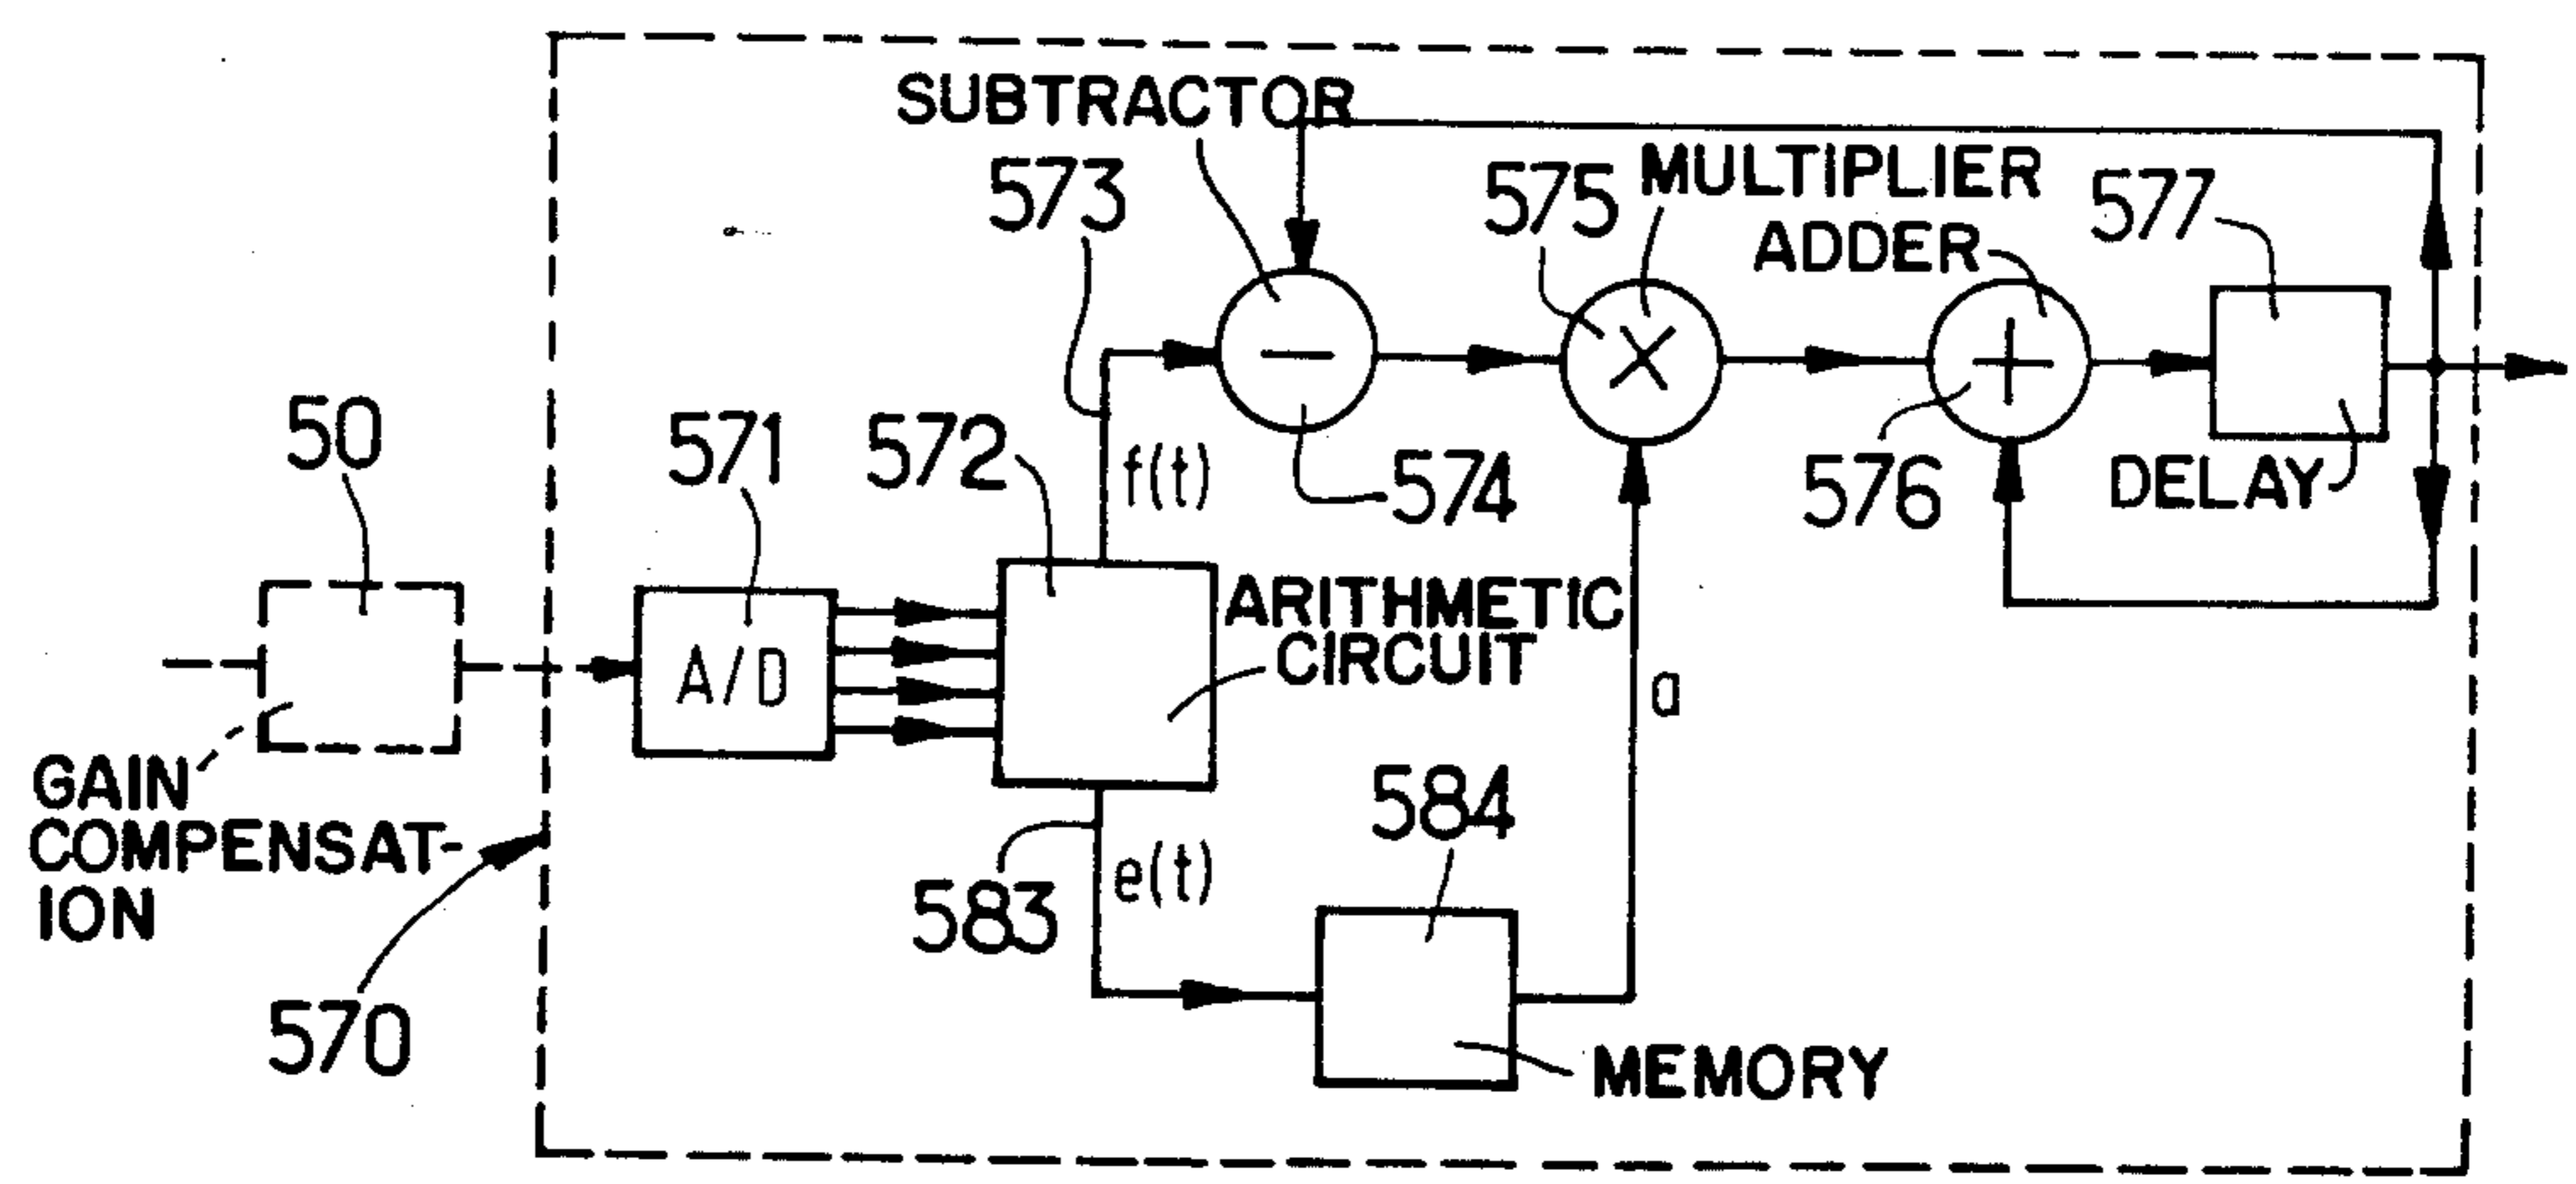 SUBTRACTOR
573
575 MULTIPLIER
ADDER
577
50
571
572
f(t)
574
576
DELAY
A/D
ARITHMETIC
CIRCUIT
a
GAIN
COMPENSAT-
ION
583
e(t)
584
570
MEMORY